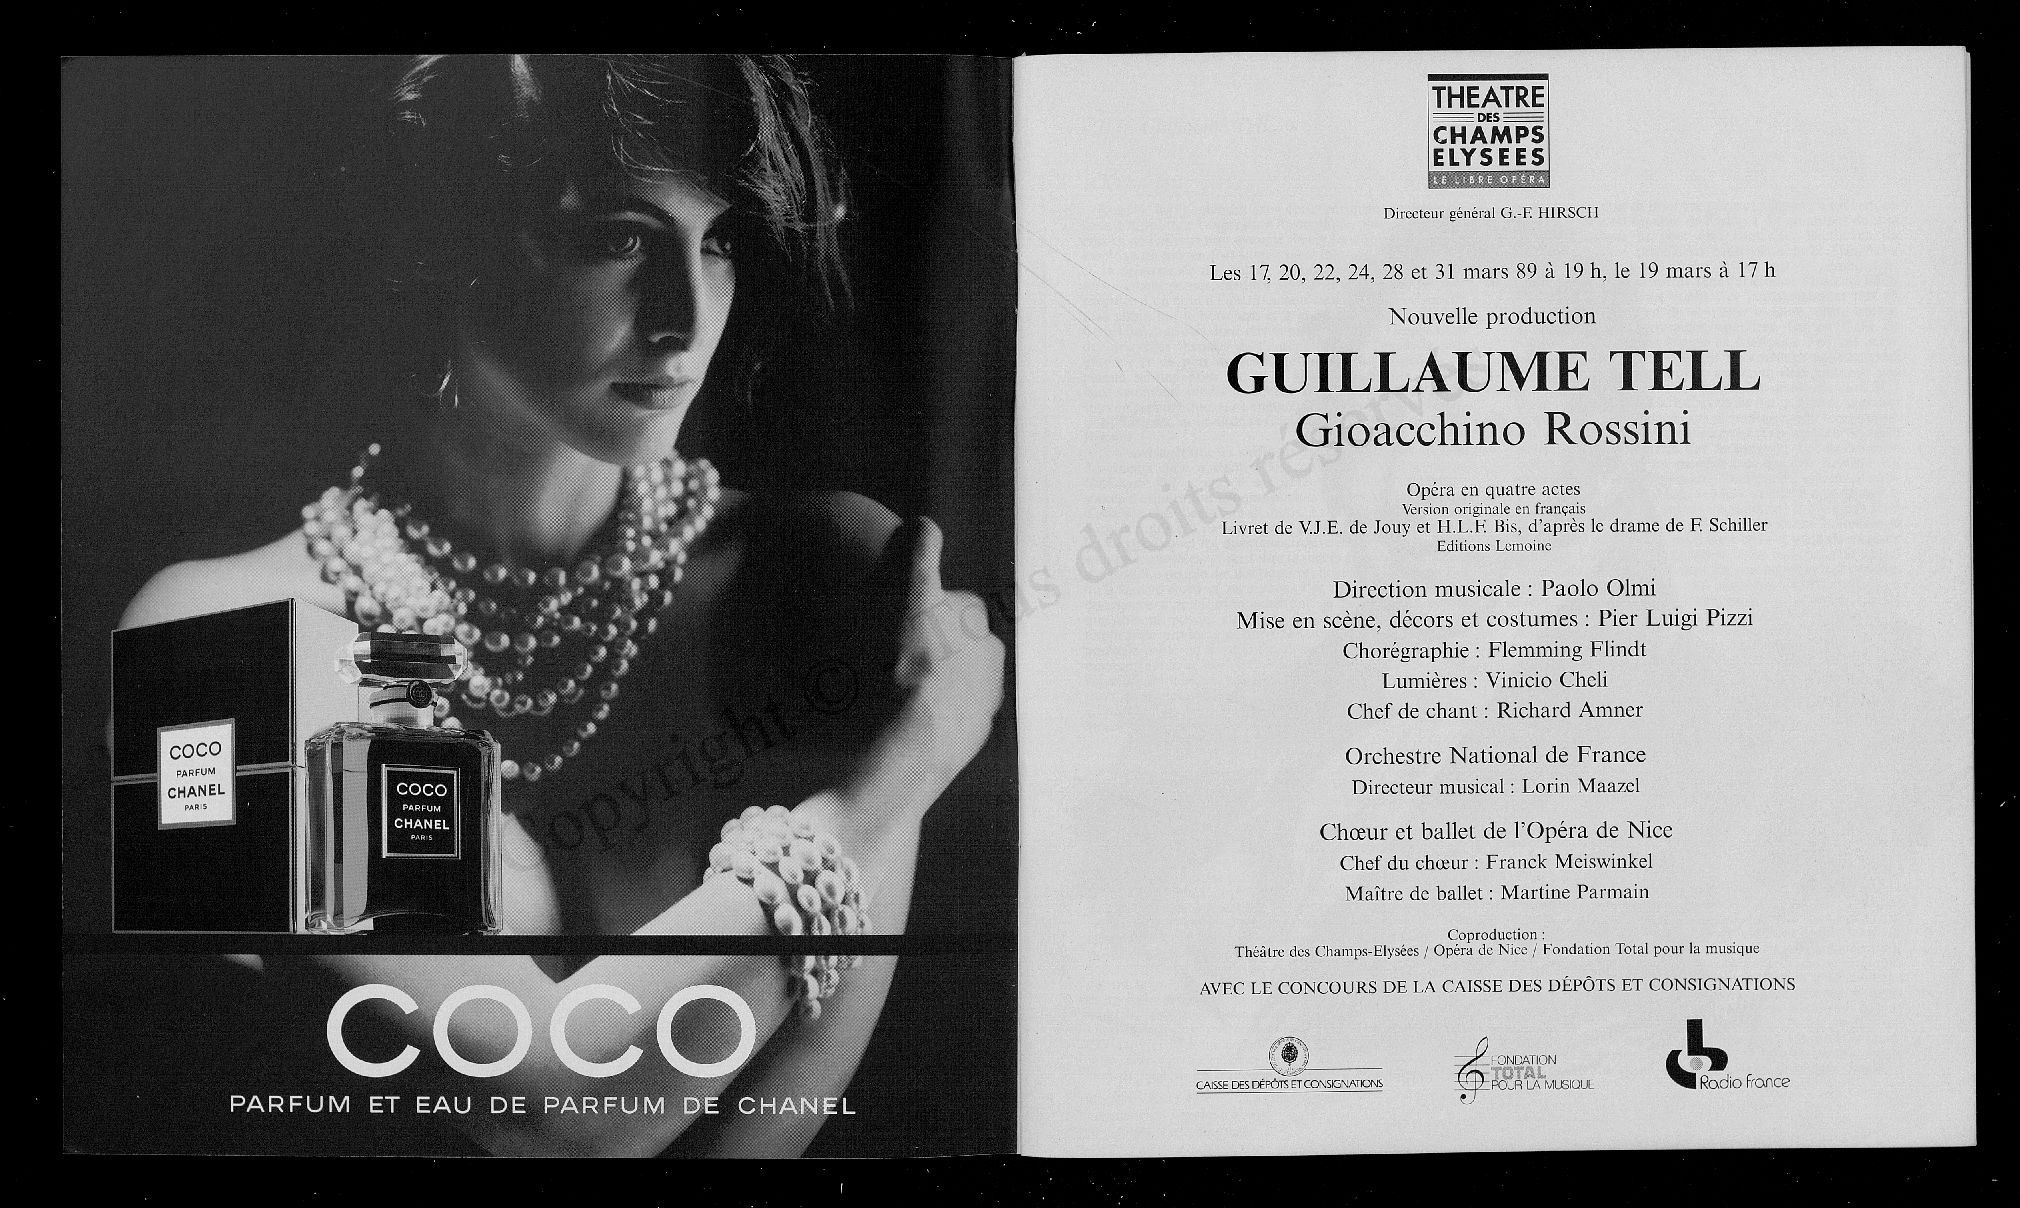 COCO
PARFUM
CHANEL
PARIS
COCO
PARFUM
CHANEL
PARIS
COCO
PARFUM ET EAU DE PARFUM DE CHANEL
THEATRE
DES
CHAMPS
ELYSEES
LE LIBRE OPÉRA
Directeur général G.-F. HIRSCH
Les 17, 20, 22, 24, 28 et 31 mars 89 à 19 h, le 19 mars à 17 h
Nouvelle production
GUILLAUME TELL
Gioacchino Rossini
Opéra en quatre actes
Version originale en français
Livret de V.J.E. de Jouy et H.L.F. Bis, d'après le drame de F. Schiller
Editions Lemoine
Direction musicale : Paolo Olmi
Mise en scène, décors et costumes : Pier Luigi Pizzi
Chorégraphie : Flemming Flindt
Lumières : Vinicio Cheli
Chef de chant : Richard Amner
Orchestre National de France
Directeur musical : Lorin Maazel
Chœur et ballet de l'Opéra de Nice
Chef du chœur : Franck Meiswinkel
Maître de ballet : Martine Parmain
Coproduction :
Théâtre des Champs-Elysées / Opéra de Nice / Fondation Total pour la musique
AVEC LE CONCOURS DE LA CAISSE DES DÉPÔTS ET CONSIGNATIONS
CAISSE DES DÉPÔTS ET CONSIGNATIONS
FONDATION
TOTAL
POUR LA MUSIQUE
Radio france
Copyright © Tous droits réservés